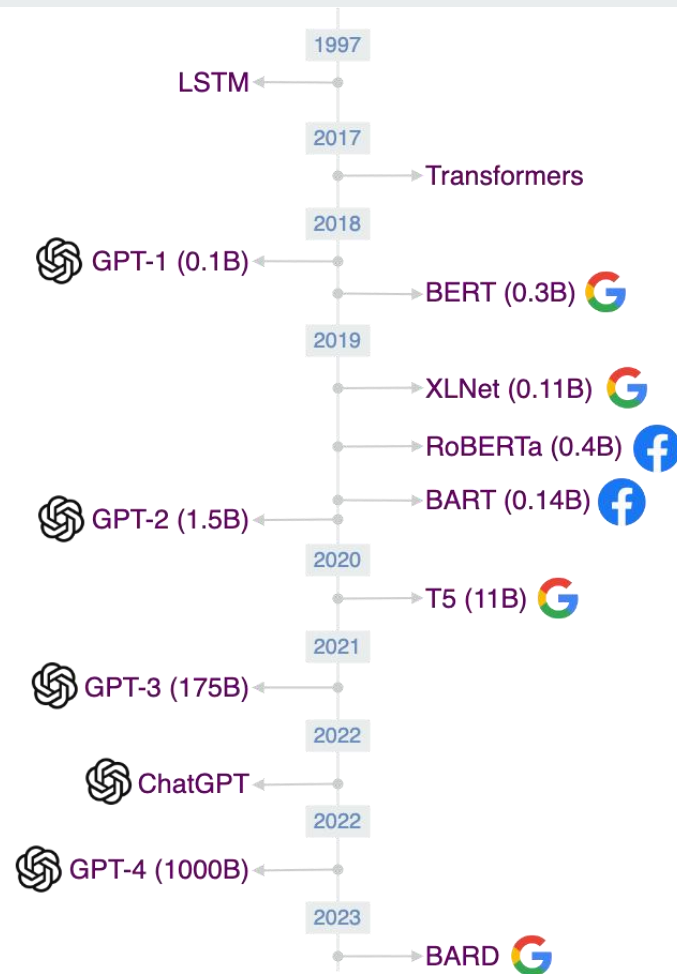 1997
LSTM
2017
Transformers
2018
GPT-1 (0.1B)
BERT (0.3B)
2019
XLNet (0.11B)
RoBERTa (0.4B)
BART (0.14B)
GPT-2 (1.5B)
2020
T5 (11B)
2021
GPT-3 (175B)
2022
ChatGPT
2022
GPT-4 (1000B)
2023
BARD